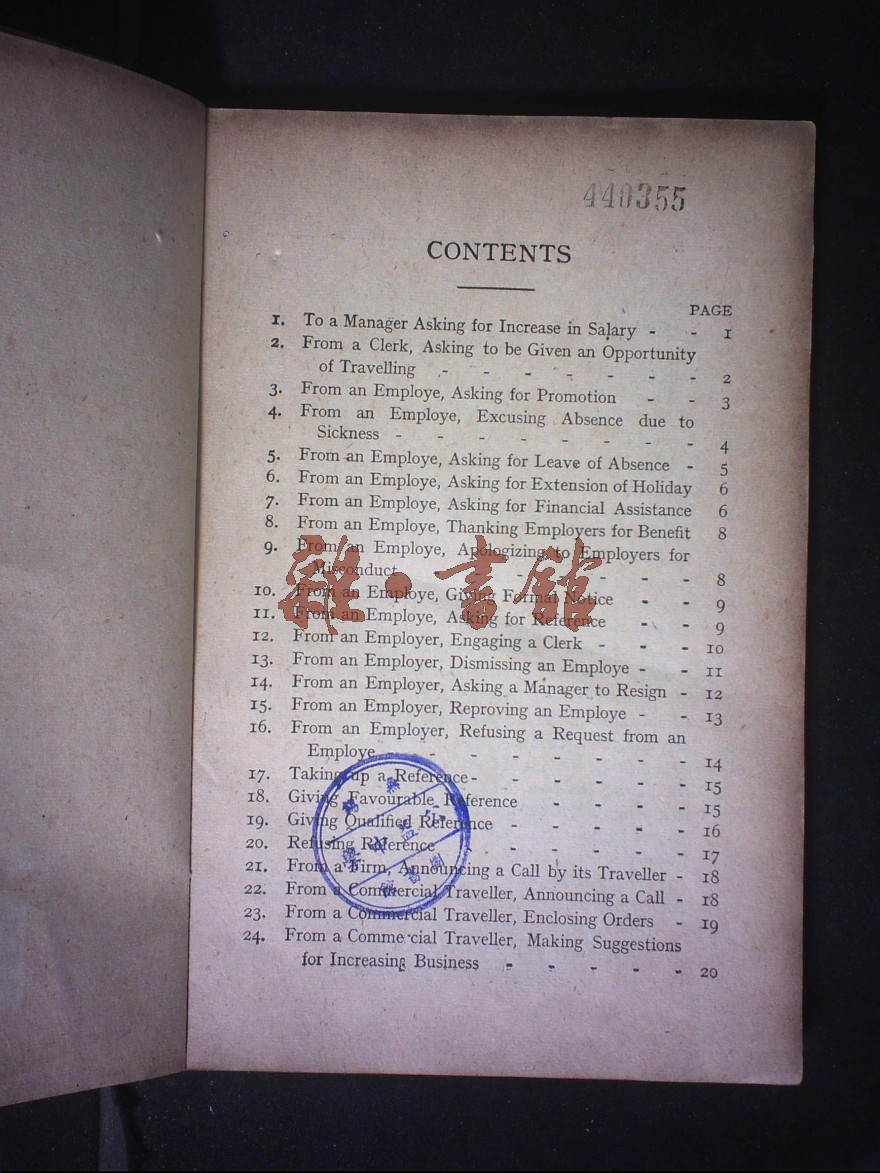 440355
CONTENTS
PAGE
1. To a Manager Asking for Increase in Salary - - 1
2. From a Clerk, Asking to be Given an Opportunity
of Travelling - - - - - - - 2
3. From an Employe, Asking for Promotion - - 3
4. From an Employe, Excusing Absence due to
Sickness - - - - - - - - 4
5. From an Employe, Asking for Leave of Absence - 5
6. From an Employe, Asking for Extension of Holiday 6
7. From an Employe, Asking for Financial Assistance 6
8. From an Employe, Thanking Employers for Benefit 8
9. From an Employe, Apologizing to Employers for
Misconduct - - - - - 8
10. From an Employe, Giving Formal Notice - - 9
11. From an Employe, Asking for Reference - - 9
12. From an Employer, Engaging a Clerk - - - 10
13. From an Employer, Dismissing an Employe - - 11
14. From an Employer, Asking a Manager to Resign - 12
15. From an Employer, Reproving an Employe - - 13
16. From an Employer, Refusing a Request from an
Employe - - - - - - - - 14
17. Taking up a Reference - - - - - - 15
18. Giving Favourable Reference - - - - 15
19. Giving Qualified Reference - - - - - 16
20. Refusing Reference - - - - - - 17
21. From a Firm, Announcing a Call by its Traveller - 18
22. From a Commercial Traveller, Announcing a Call - 18
23. From a Commercial Traveller, Enclosing Orders - 19
24. From a Commercial Traveller, Making Suggestions
for Increasing Business - - - - - 20
雜·書館